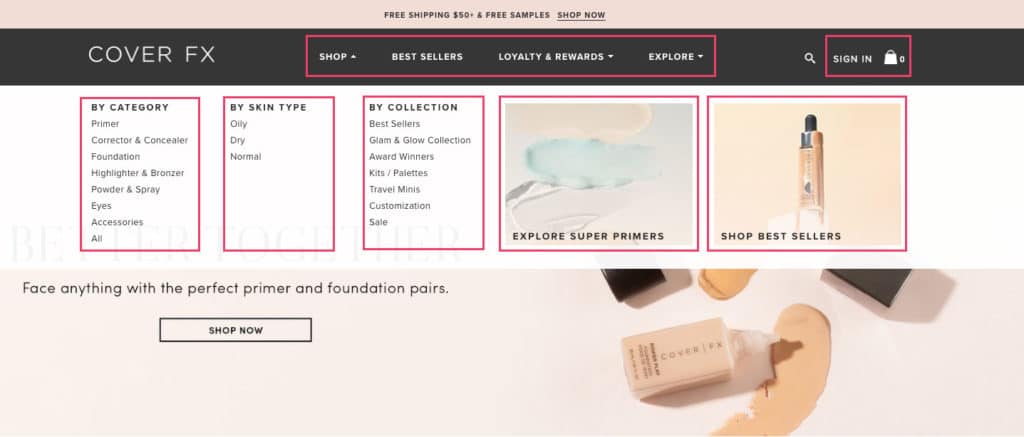 FREE SHIPPING $50+ & FREE SAMPLES SHOP NOW
COVER FX
SHOP BEST SELLERS LOYALTY & REWARDS EXPLORE
SIGN IN 0
BY CATEGORY
Primer
Corrector & Concealer
Foundation
Highlighter & Bronzer
Powder & Spray
Eyes
Accessories
All
BY SKIN TYPE
Oily
Dry
Normal
BY COLLECTION
Best Sellers
Glam & Glow Collection
Award Winners
Kits / Palettes
Travel Minis
Customization
Sale
EXPLORE SUPER PRIMERS
SHOP BEST SELLERS
BETTER TOGETHER
Face anything with the perfect primer and foundation pairs.
SHOP NOW
COVER | FX
POWER PLAY